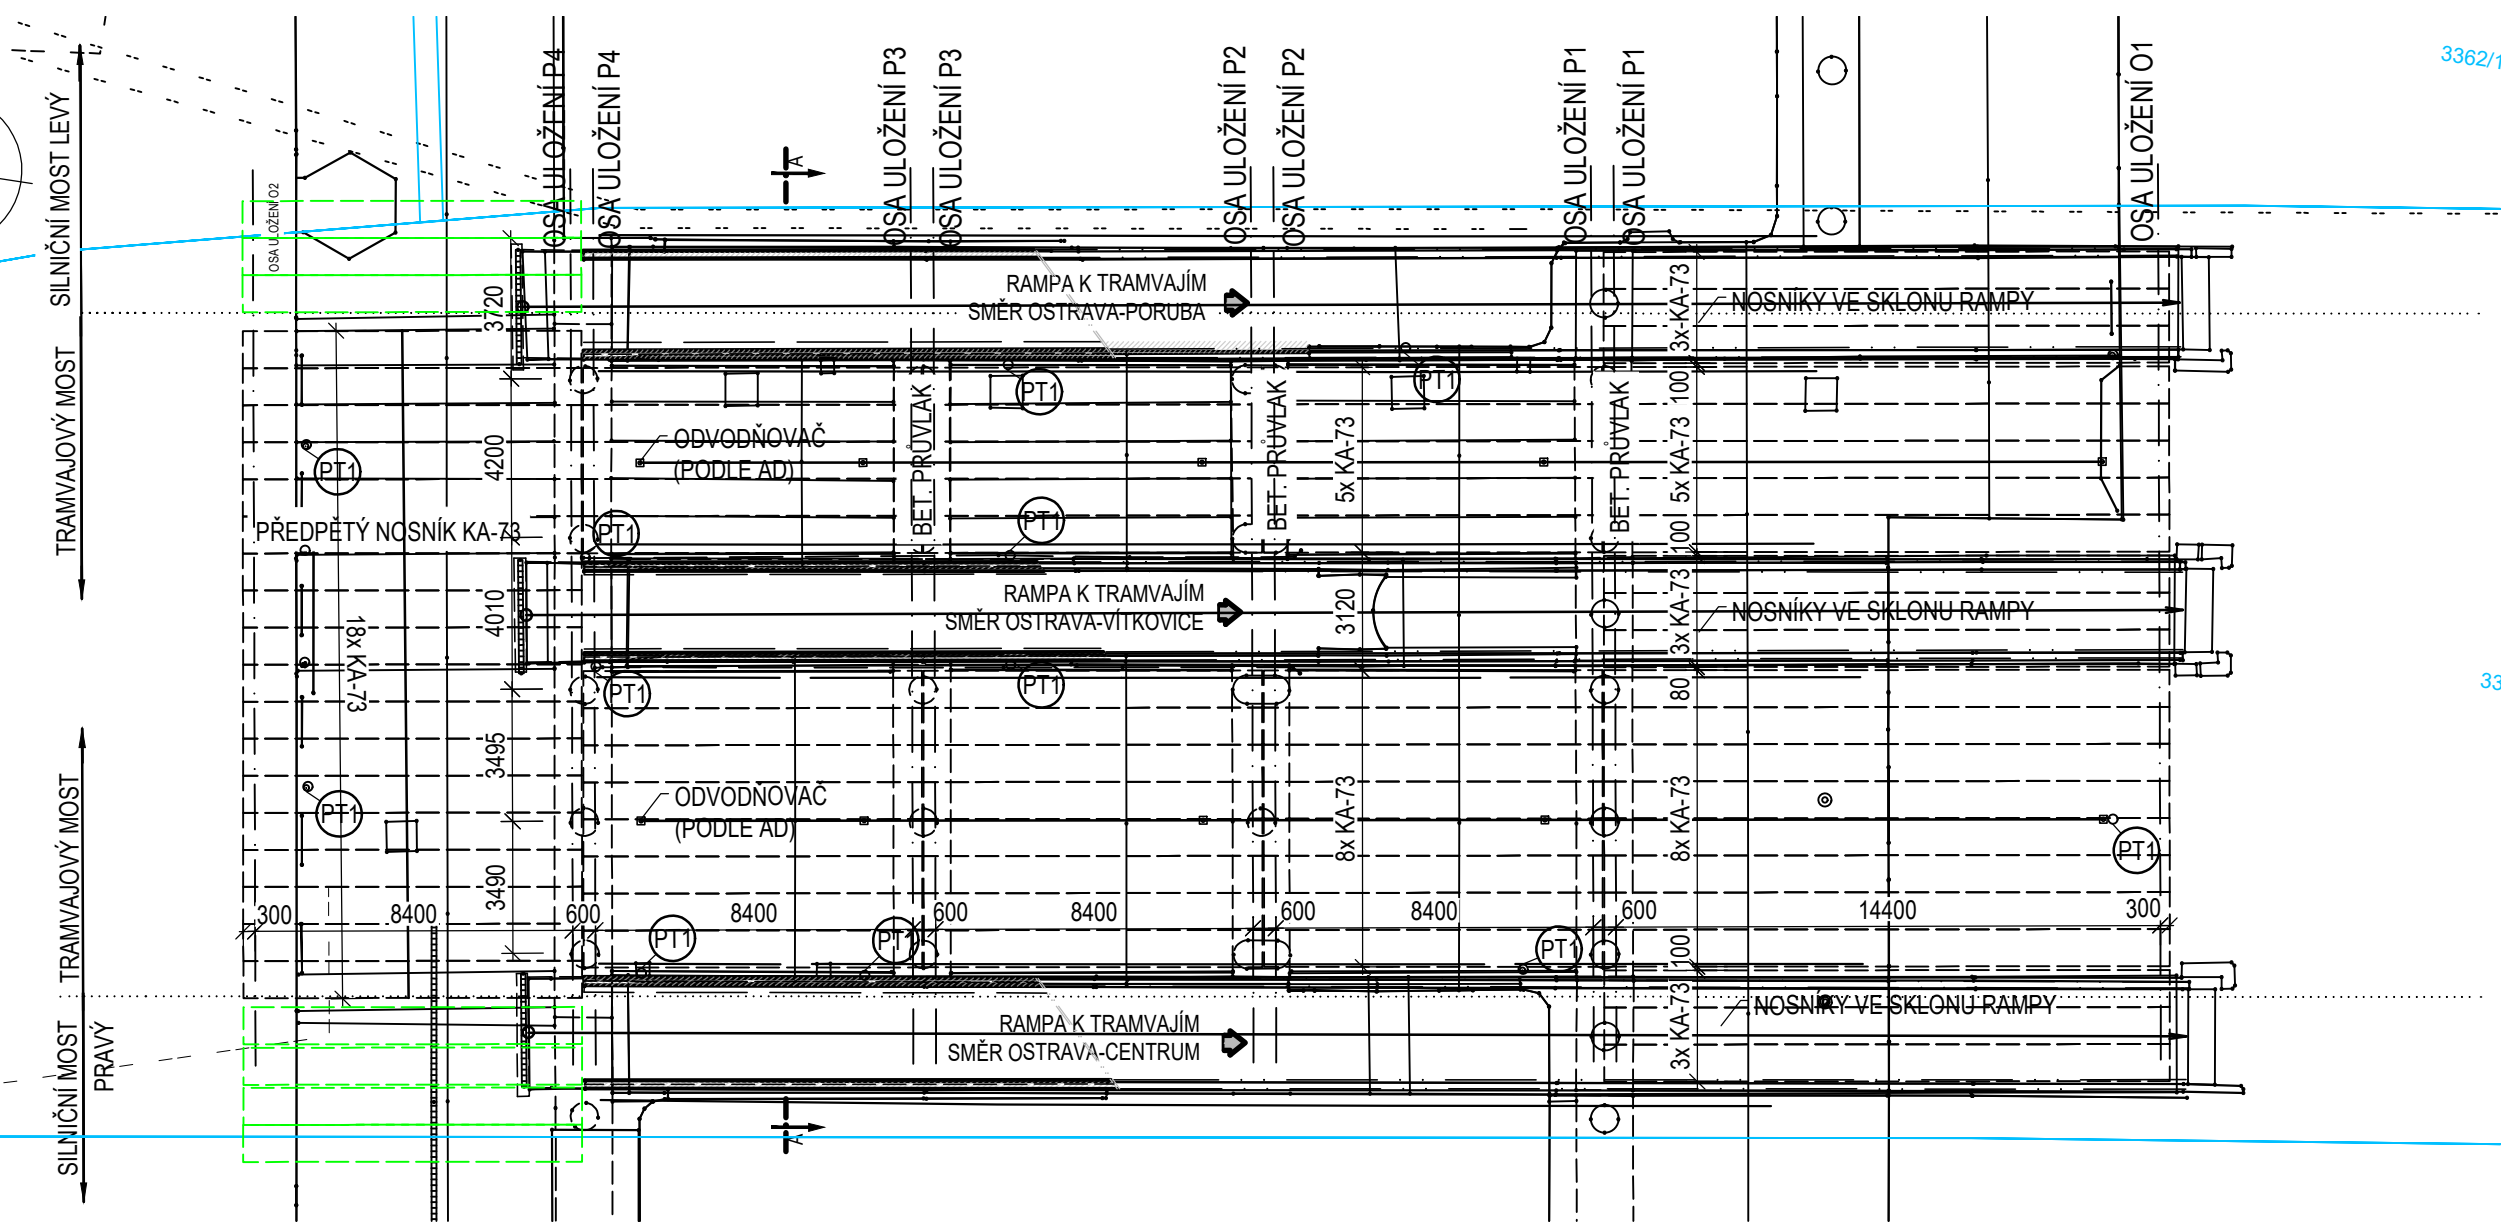 SILNIČNÍ MOST LEVÝ
TRAMVAJOVÝ MOST
TRAMVAJOVÝ MOST
SILNIČNÍ MOST
PRAVÝ
OSA ULOŽENÍ O2
OSA ULOŽENÍ P4
OSA ULOŽENÍ P4
OSA ULOŽENÍ P3
OSA ULOŽENÍ P3
OSA ULOŽENÍ P2
OSA ULOŽENÍ P2
OSA ULOŽENÍ P1
OSA ULOŽENÍ P1
OSA ULOŽENÍ O1
3362/1
A
RAMPA K TRAMVAJÍM
SMĚR OSTRAVA-PORUBA
NOSNÍKY VE SKLONU RAMPY
3720
4200
4010
3495
3490
3x KA-73
100
5x KA-73
100
3x KA-73
80
8x KA-73
100
3x KA-73
5x KA-73
3120
8x KA-73
PT1
PT1
PT1
PT1
PT1
ODVODŇOVAČ
(PODLE AD)
BET. PRŮVLAK
BET. PRŮVLAK
BET. PRŮVLAK
PŘEDPĚTÝ NOSNÍK KA-73
18x KA-73
RAMPA K TRAMVAJÍM
SMĚR OSTRAVA-VÍTKOVICE
NOSNÍKY VE SKLONU RAMPY
33
PT1
PT1
PT1
ODVODŇOVAČ
(PODLE AD)
PT1
300
8400
600
8400
600
8400
600
8400
600
14400
300
PT1
PT1
PT1
RAMPA K TRAMVAJÍM
SMĚR OSTRAVA-CENTRUM
NOSNÍKY VE SKLONU RAMPY
A